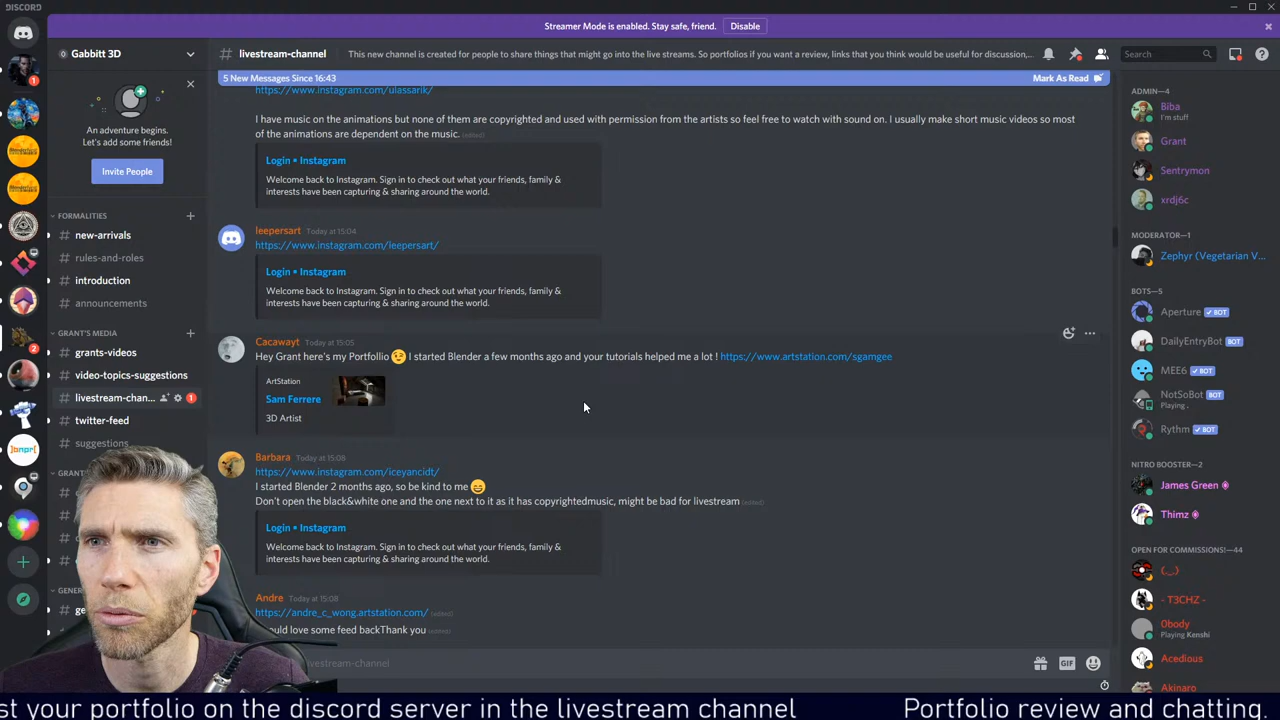 DISCORD
Streamer Mode is enabled. Stay safe, friend.
Disable
Gabbitt 3D
# livestream-channel
This new channel is created for people to share things that might go into the live streams. So portfolios if you want a review, links that you think would be useful for discussion,...
Search
5 New Messages Since 16:43
Mark As Read
An adventure begins.
Let's add some friends!
Invite People
FORMALITIES
# new-arrivals
# rules-and-roles
# introduction
# announcements
GRANT'S MEDIA
# grants-videos
# video-topics-suggestions
# livestream-chan...
1
# twitter-feed
# suggestions
GRANT
GENER
# ge
1
2
[bnpr]
https://www.instagram.com/ulassarik/
I have music on the animations but none of them are copyrighted and used with permission from the artists so feel free to watch with sound on. I usually make short music videos so most
of the animations are dependent on the music. (edited)
Login • Instagram
Welcome back to Instagram. Sign in to check out what your friends, family &
interests have been capturing & sharing around the world.
leepersart Today at 15:04
https://www.instagram.com/leepersart/
Login • Instagram
Welcome back to Instagram. Sign in to check out what your friends, family &
interests have been capturing & sharing around the world.
Cacawayt Today at 15:05
Hey Grant here's my Portfollio 😉 I started Blender a few months ago and your tutorials helped me a lot ! https://www.artstation.com/sgamgee
ArtStation
Sam Ferrere
3D Artist
Barbara Today at 15:08
https://www.instagram.com/iceyancidt/
I started Blender 2 months ago, so be kind to me 😄
Don't open the black&white one and the one next to it as it has copyrightedmusic, might be bad for livestream (edited)
Login • Instagram
Welcome back to Instagram. Sign in to check out what your friends, family &
interests have been capturing & sharing around the world.
Andre Today at 15:08
https://andre_c_wong.artstation.com/ (edited)
ould love some feed backThank you (edited)
livestream-channel
GIF
ADMIN—4
Biba
I'm stuff
Grant
Sentrymon
xrdj6c
MODERATOR—1
Zephyr (Vegetarian V...
BOTS—5
Aperture ✓ BOT
DailyEntryBot ✓ BOT
MEE6 ✓ BOT
NotSoBot BOT
Playing .
Rythm ✓ BOT
NITRO BOOSTER—2
James Green
Thimz
OPEN FOR COMMISSIONS!—44
(._.)
- T3CHZ -
0body
Playing Kenshi
Acedious
Akinaro
st your portfolio on the discord server in the livestream channel
Portfolio review and chatting.